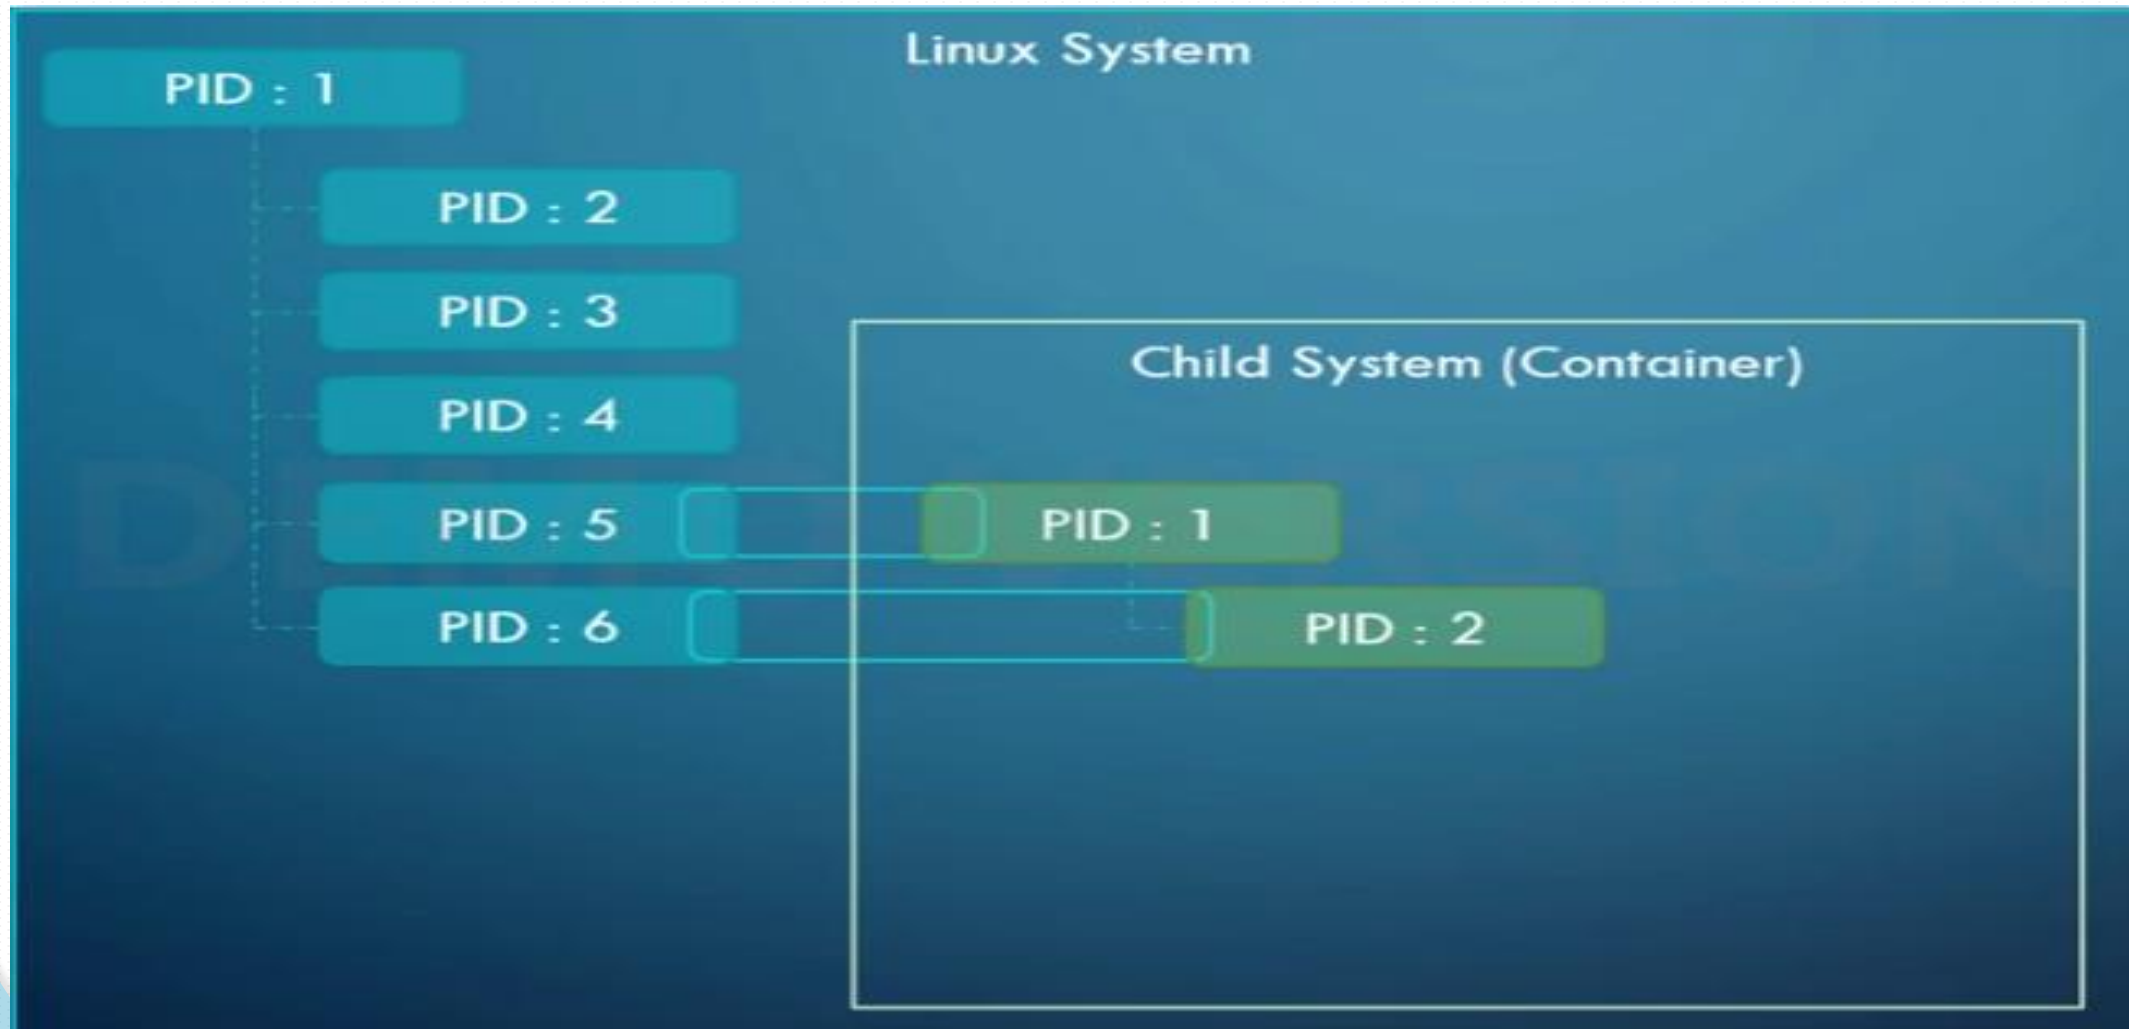 Linux System
PID : 1
PID : 2
PID : 3
PID : 4
PID : 5
PID : 6
Child System (Container)
PID : 1
PID : 2